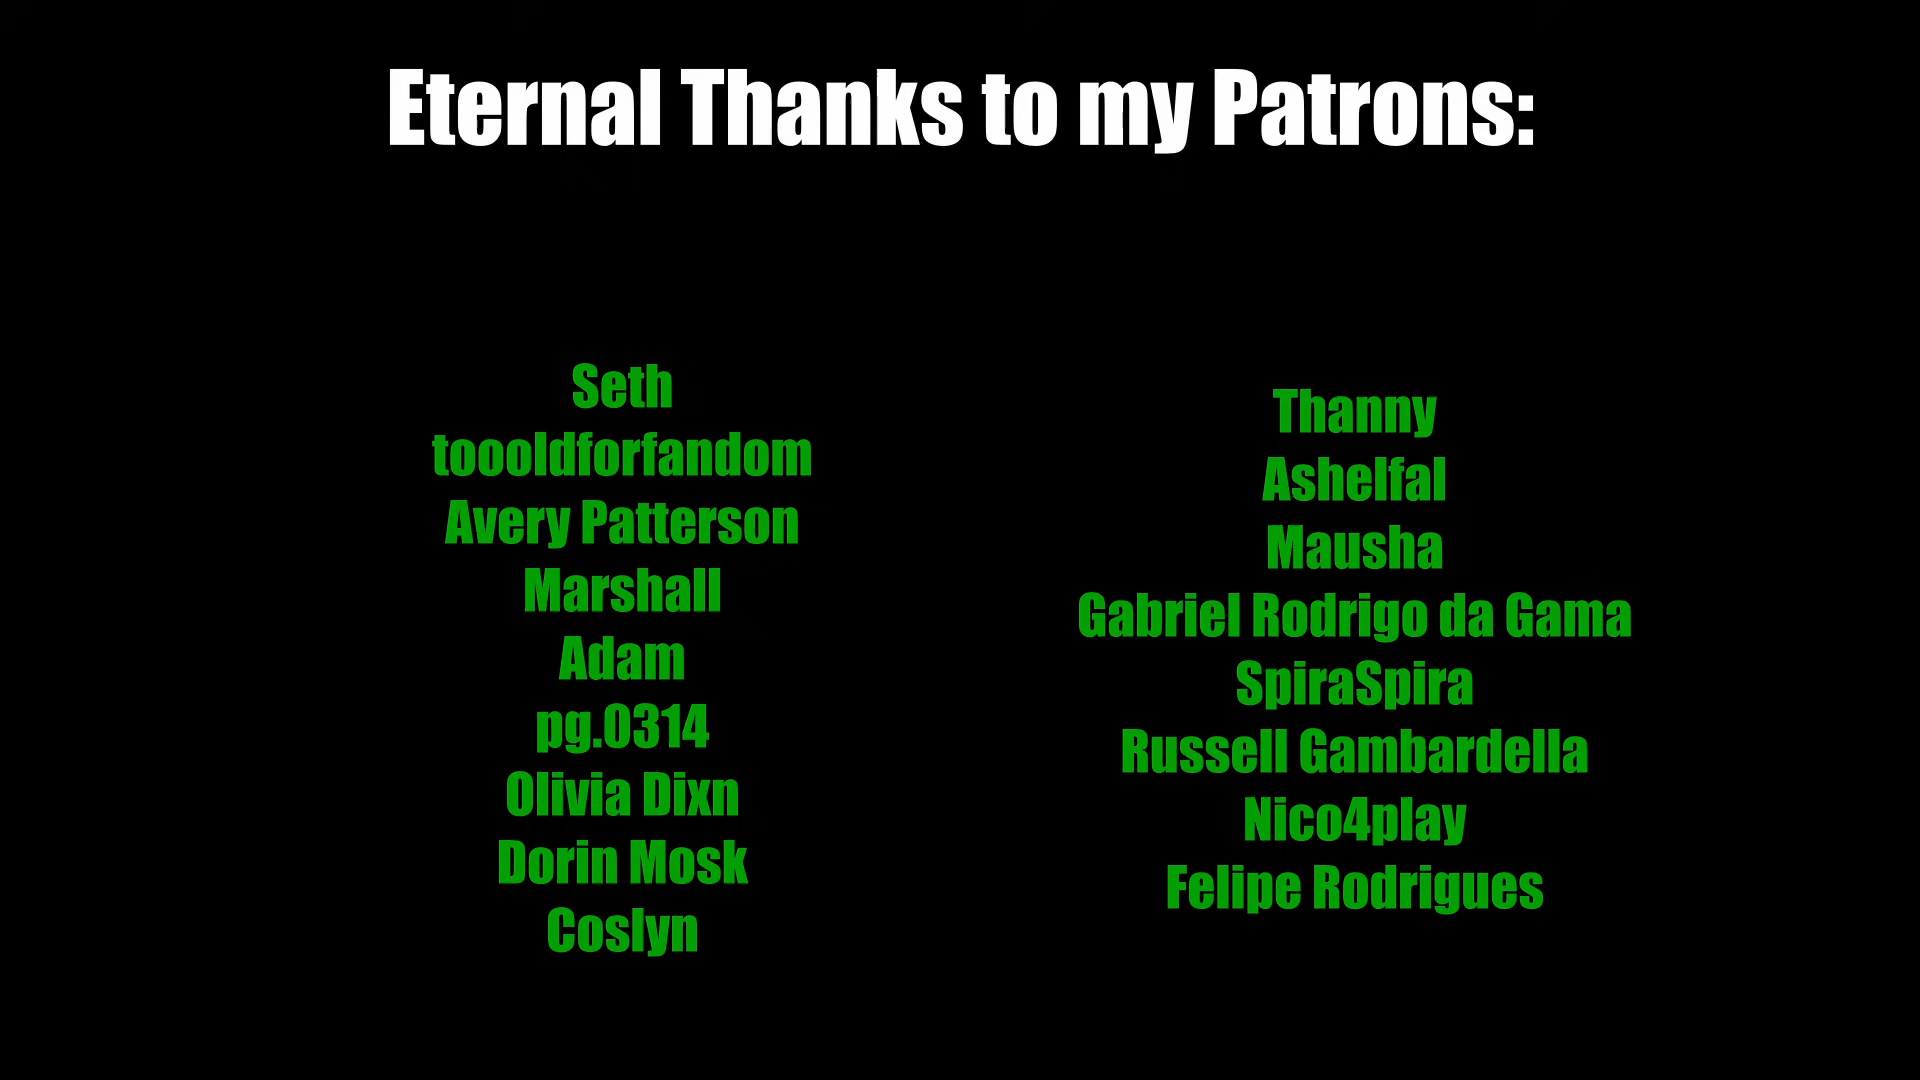 Eternal Thanks to my Patrons:
Seth
toooldforfandom
Avery Patterson
Marshall
Adam
pg.0314
Olivia Dixn
Dorin Mosk
Coslyn
Thanny
Ashelfal
Mausha
Gabriel Rodrigo da Gama
SpiraSpira
Russell Gambardella
Nico4play
Felipe Rodrigues